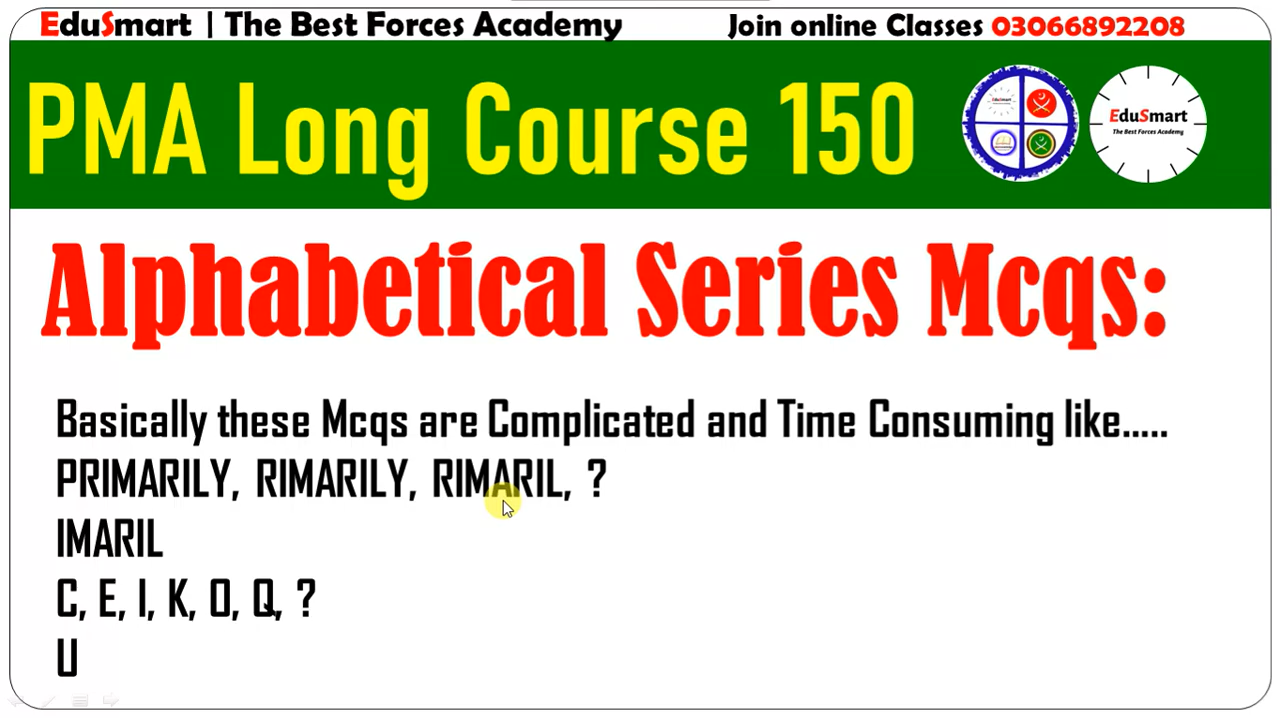 EduSmart | The Best Forces Academy
Join online Classes 03066892208
PMA Long Course 150
EduSmart
The Best Forces Academy
Alphabetical Series Mcqs:
Basically these Mcqs are Complicated and Time Consuming like.....
PRIMARILY, RIMARILY, RIMARIL, ?
IMARIL
C, E, I, K, O, Q, ?
U